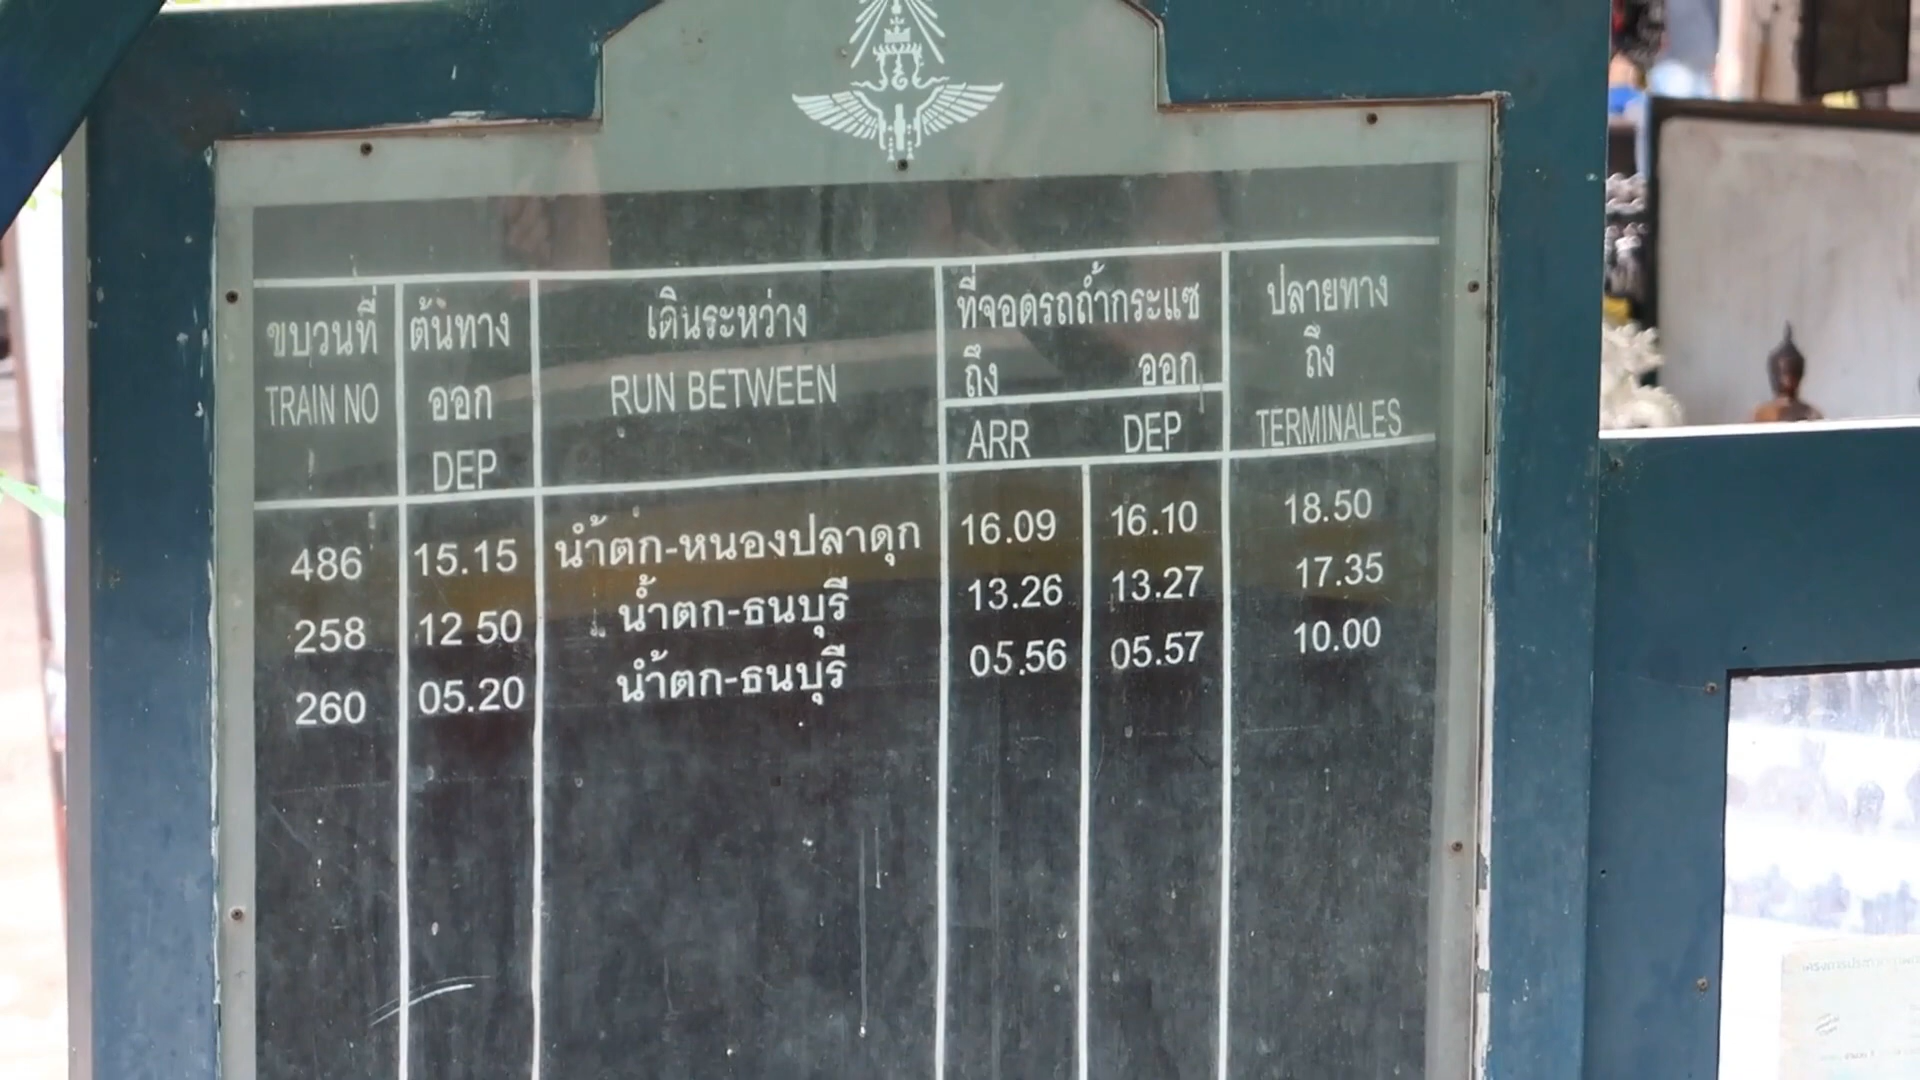 ขบวนที่ ต้นทาง เดินระหว่าง ที่จอดรถถ้ำกระแซ ปลายทาง
ออก ถึง ออก ถึง
TRAIN NO DEP RUN BETWEEN ARR DEP TERMINALES
486 15.15 น้ำตก-หนองปลาดุก 16.09 16.10 18.50
258 12 50 น้ำตก-ธนบุรี 13.26 13.27 17.35
260 05.20 น้ำตก-ธนบุรี 05.56 05.57 10.00